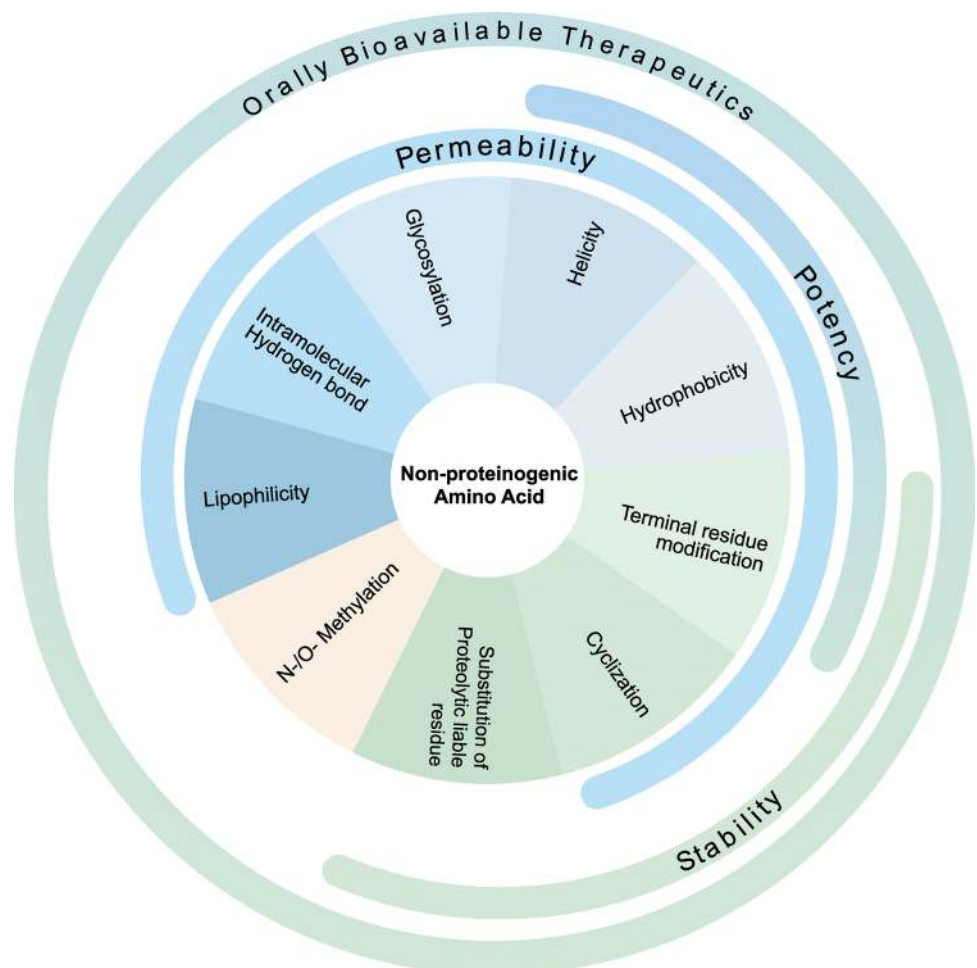 Orally Bioavailable Therapeutics
Permeability
Potency
Stability
Glycosylation
Helicity
Hydrophobicity
Terminal residue
modification
Cyclization
Substitution of
Proteolytic liable
residue
N-/O- Methylation
Lipophilicity
Intramolecular
Hydrogen bond
Non-proteinogenic
Amino Acid